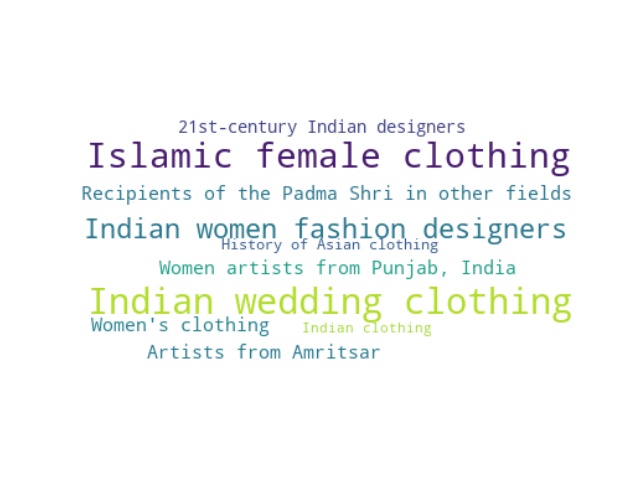 21st-century Indian designers
Islamic female clothing
Recipients of the Padma Shri in other fields
Indian women fashion designers
History of Asian clothing
Women artists from Punjab, India
Indian wedding clothing
Women's clothing
Indian clothing
Artists from Amritsar